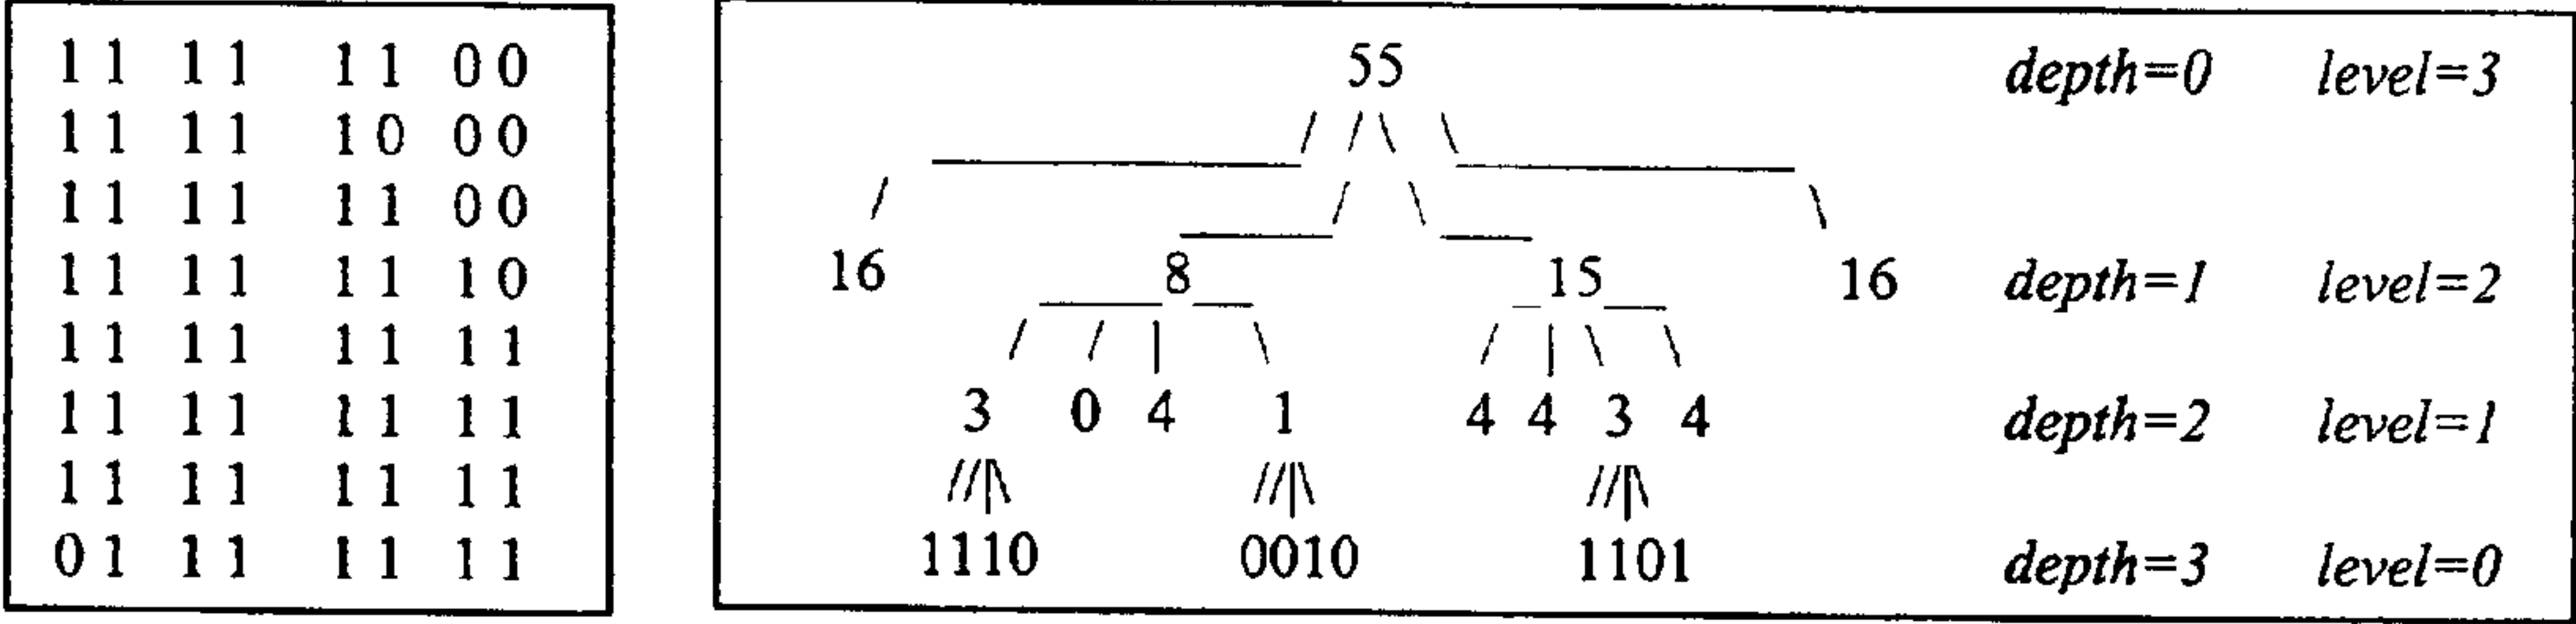 11 11 11 00
11 11 10 00
11 11 11 00
11 11 11 10
11 11 11 11
11 11 11 11
11 11 11 11
01 11 11 11
55 depth=0 level=3
16 8 15 16 depth=1 level=2
3 0 4 1 4 4 3 4 depth=2 level=1
1110 0010 1101 depth=3 level=0